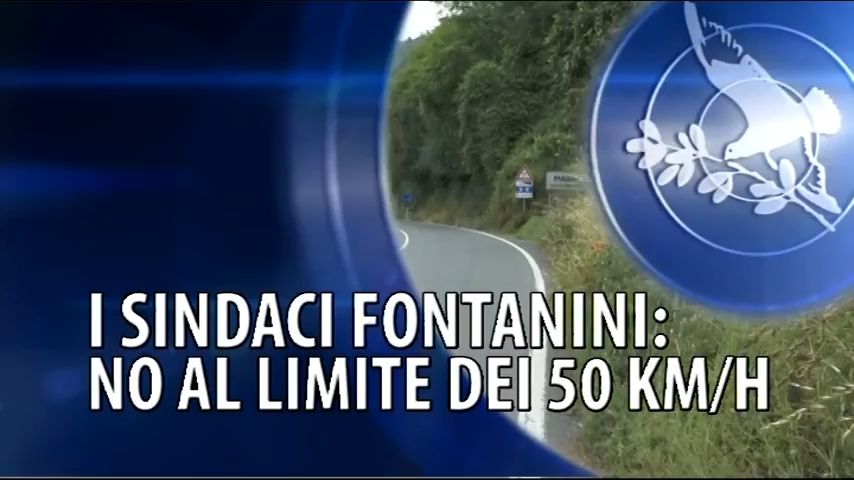 I SINDACI FONTANINI:
NO AL LIMITE DEI 50 KM/H